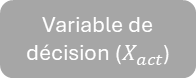 Variable de
décision (𝑋𝑎𝑐𝑡)